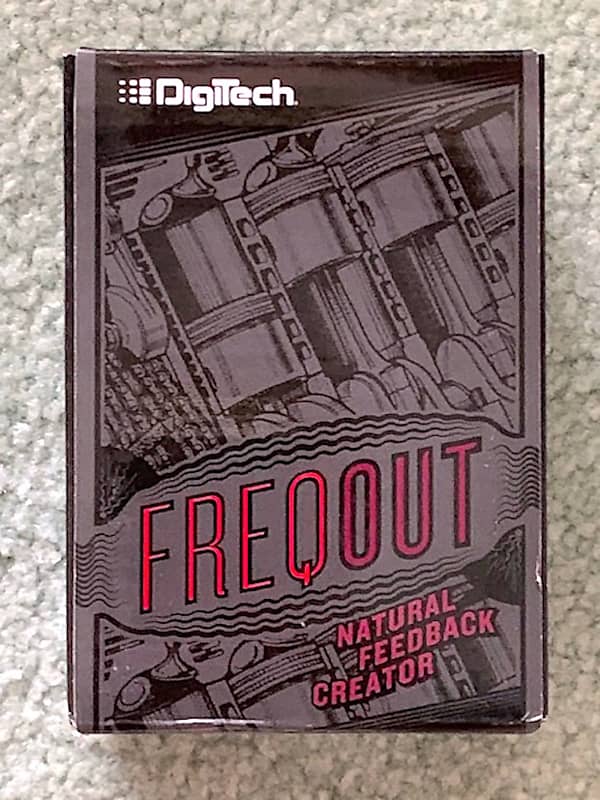 DigiTech
FREQOUT
NATURAL
FEEDBACK
CREATOR